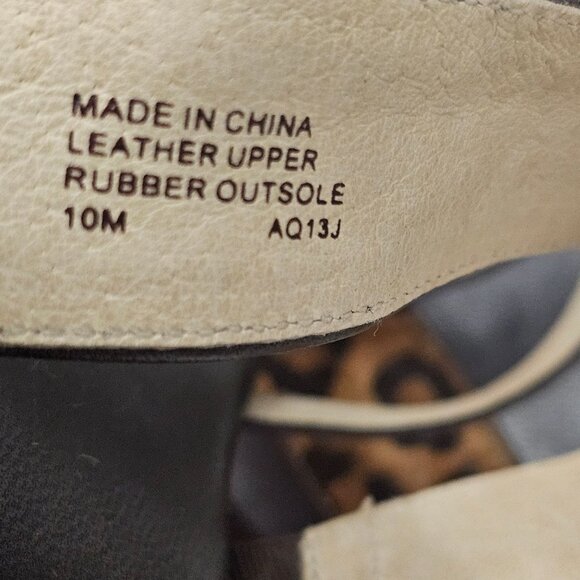 MADE IN CHINA
LEATHER UPPER
RUBBER OUTSOLE
10M AQ13J